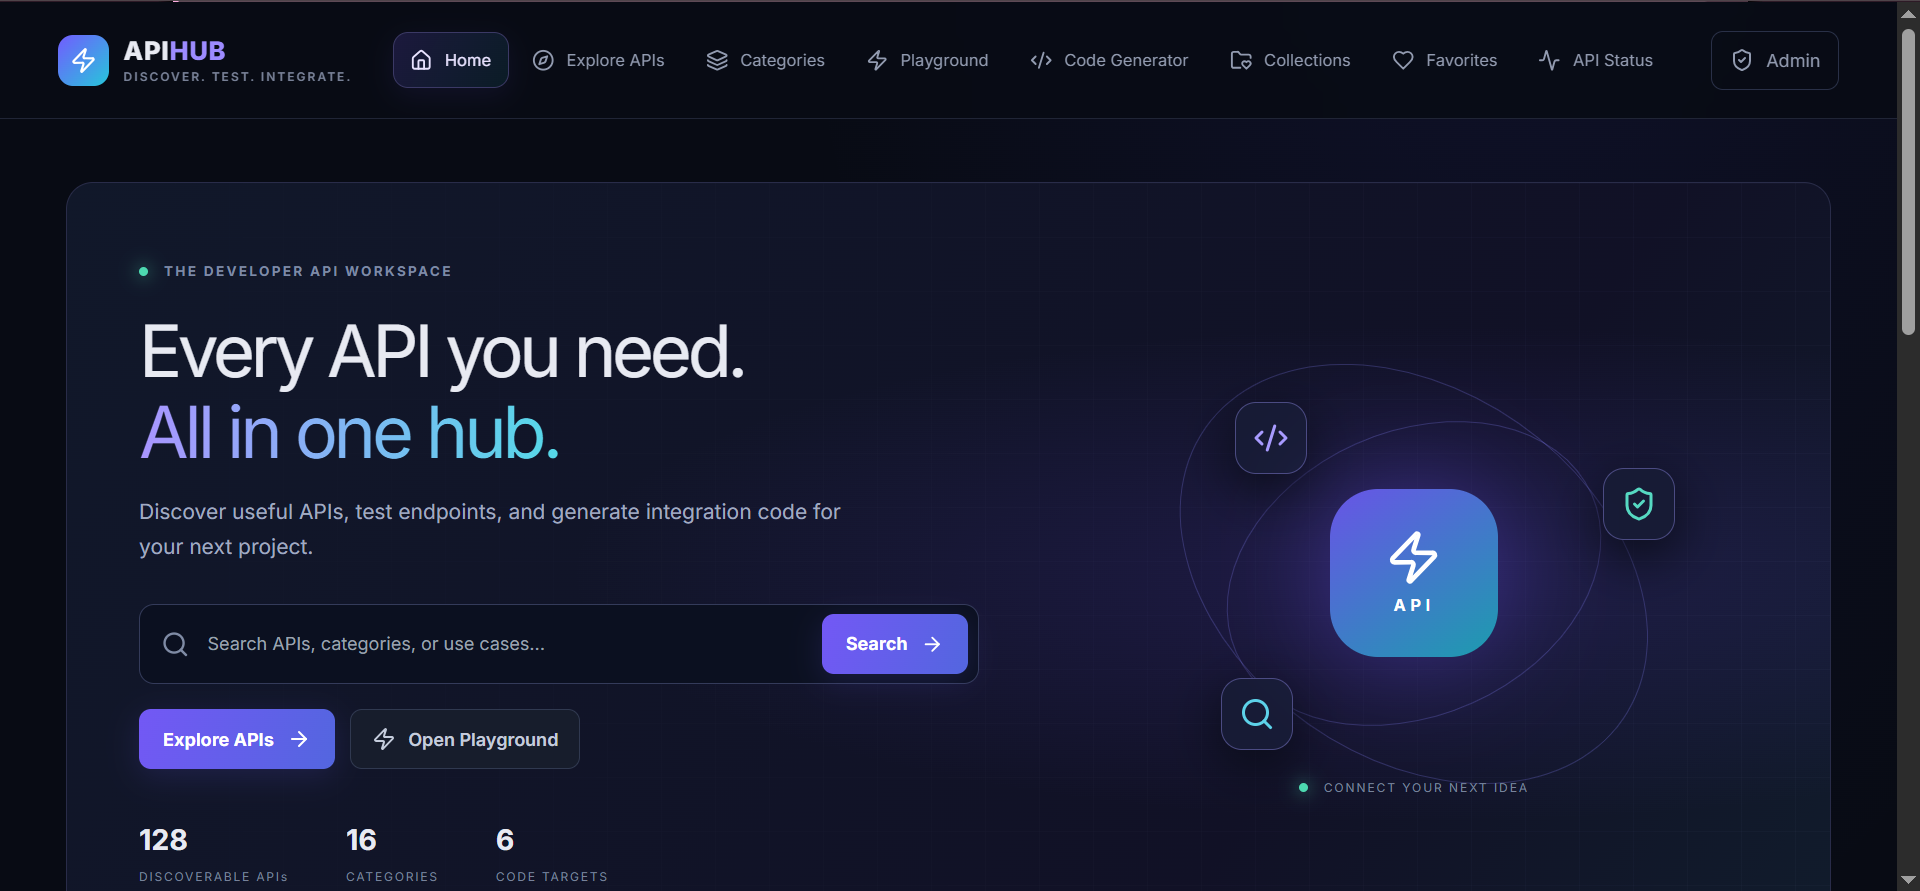 APIHUB
DISCOVER. TEST. INTEGRATE.
Home
Explore APIs
Categories
Playground
Code Generator
Collections
Favorites
API Status
Admin
THE DEVELOPER API WORKSPACE
Every API you need.
All in one hub.
Discover useful APIs, test endpoints, and generate integration code for
your next project.
Search APIs, categories, or use cases...
Search
Explore APIs
Open Playground
API
CONNECT YOUR NEXT IDEA
128
DISCOVERABLE APIs
16
CATEGORIES
6
CODE TARGETS